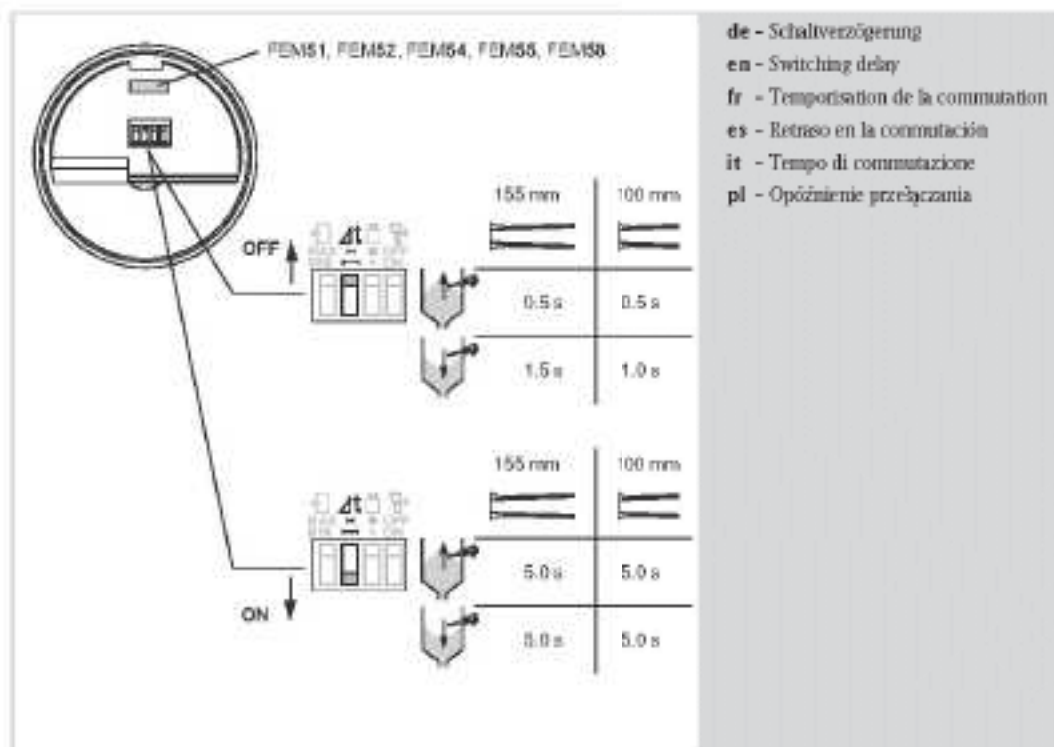 FEM51, FEM52, FEM54, FEM55, FEM58
OFF
Δt
155 mm
100 mm
0.5 s
0.5 s
1.5 s
1.0 s
ON
Δt
155 mm
100 mm
5.0 s
5.0 s
5.0 s
5.0 s
de - Schaltverzögerung
en - Switching delay
fr - Temporisation de la commutation
es - Retraso en la conmutación
it - Tempo di commutazione
pl - Opóźnienie przełączania